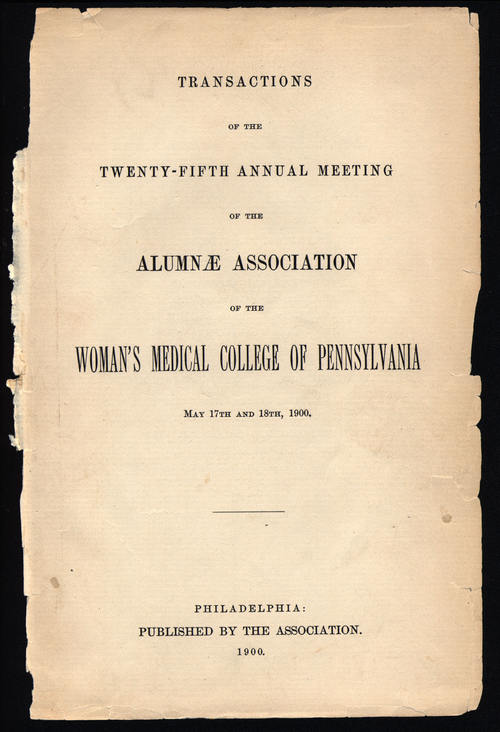 TRANSACTIONS
OF THE
TWENTY-FIFTH ANNUAL MEETING
OF THE
ALUMNÆ ASSOCIATION
OF THE
WOMAN'S MEDICAL COLLEGE OF PENNSYLVANIA
MAY 17TH AND 18TH, 1900.
PHILADELPHIA:
PUBLISHED BY THE ASSOCIATION.
1900.